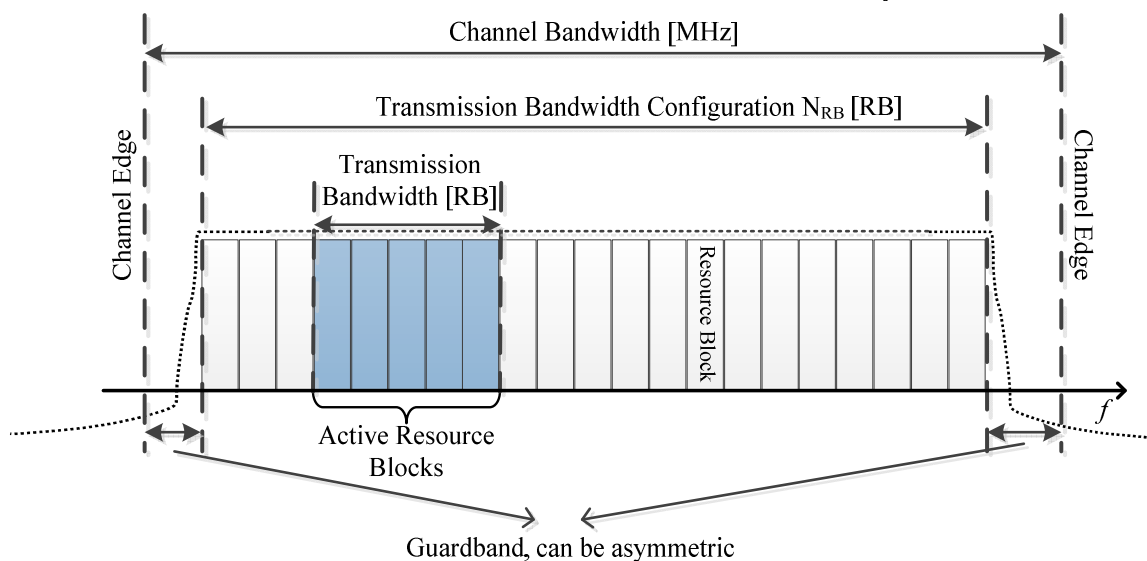 Channel Bandwidth [MHz]
Transmission Bandwidth Configuration NRB [RB]
Channel Edge
Transmission
Bandwidth [RB]
Channel Edge
Resource Block
f
Active Resource
Blocks
Guardband, can be asymmetric